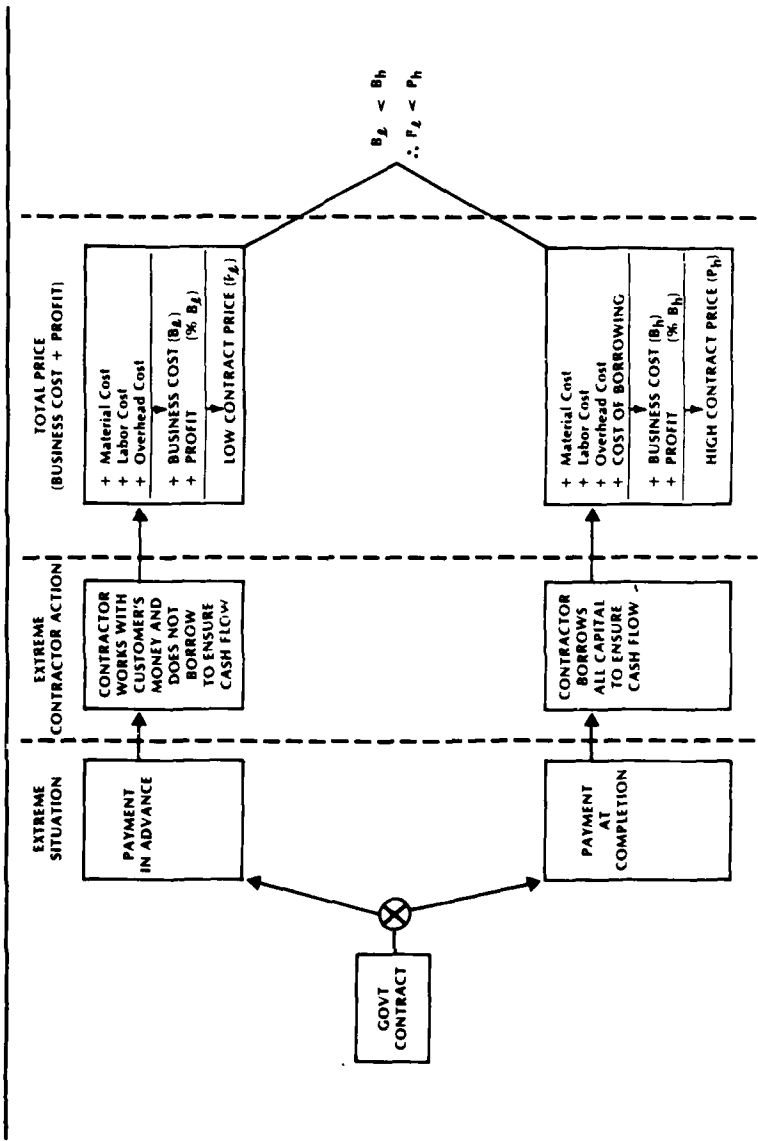 EXTREME
SITUATION
EXTREME
CONTRACTOR ACTION
TOTAL PRICE
(BUSINESS COST + PROFIT)
GOVT
CONTRACT
PAYMENT
IN ADVANCE
CONTRACTOR
WORKS WITH
CUSTOMER'S
MONEY AND
DOES NOT
BORROW
TO ENSURE
CASH FLOW
+ Material Cost
+ Labor Cost
+ Overhead Cost
+ BUSINESS COST (Bℓ)
+ PROFIT (% Bℓ)
LOW CONTRACT PRICE (Pℓ)
PAYMENT
AT
COMPLETION
CONTRACTOR
BORROWS
ALL CAPITAL
TO ENSURE
CASH FLOW
+ Material Cost
+ Labor Cost
+ Overhead Cost
+ COST OF BORROWING
+ BUSINESS COST (Bh)
+ PROFIT (% Bh)
HIGH CONTRACT PRICE (Ph)
Bℓ < Bh
∴ Pℓ < Ph